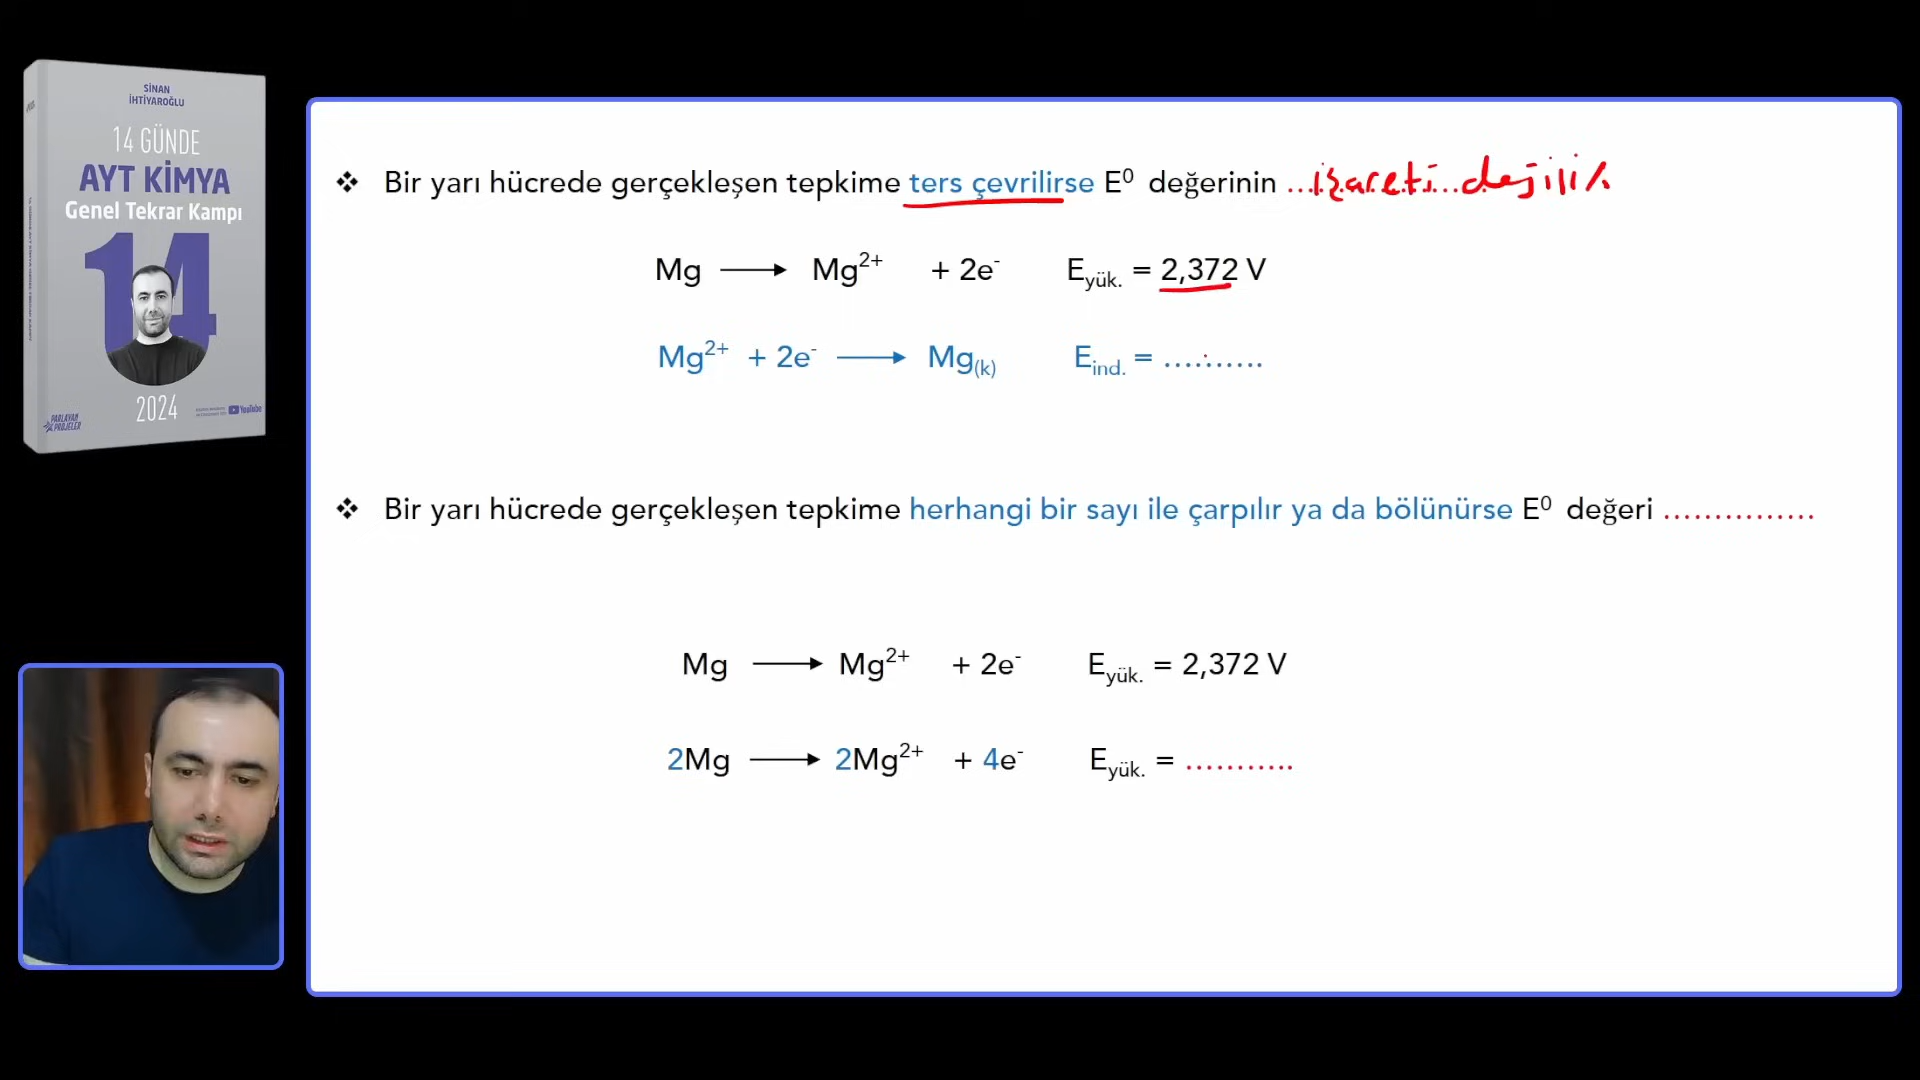 SİNAN
İHTİYAROĞLU
14 GÜNDE
AYT KİMYA
Genel Tekrar Kampı
14
2024
PARLAYAN
PROJELER
YouTube
❖ Bir yarı hücrede gerçekleşen tepkime ters çevrilirse E⁰ değerinin ...işareti...değişir.
Mg ⟶ Mg²⁺ + 2e⁻ Eyük. = 2,372 V
Mg²⁺ + 2e⁻ ⟶ Mg(k) Eind. = ............
❖ Bir yarı hücrede gerçekleşen tepkime herhangi bir sayı ile çarpılır ya da bölünürse E⁰ değeri ...............
Mg ⟶ Mg²⁺ + 2e⁻ Eyük. = 2,372 V
2Mg ⟶ 2Mg²⁺ + 4e⁻ Eyük. = ...........